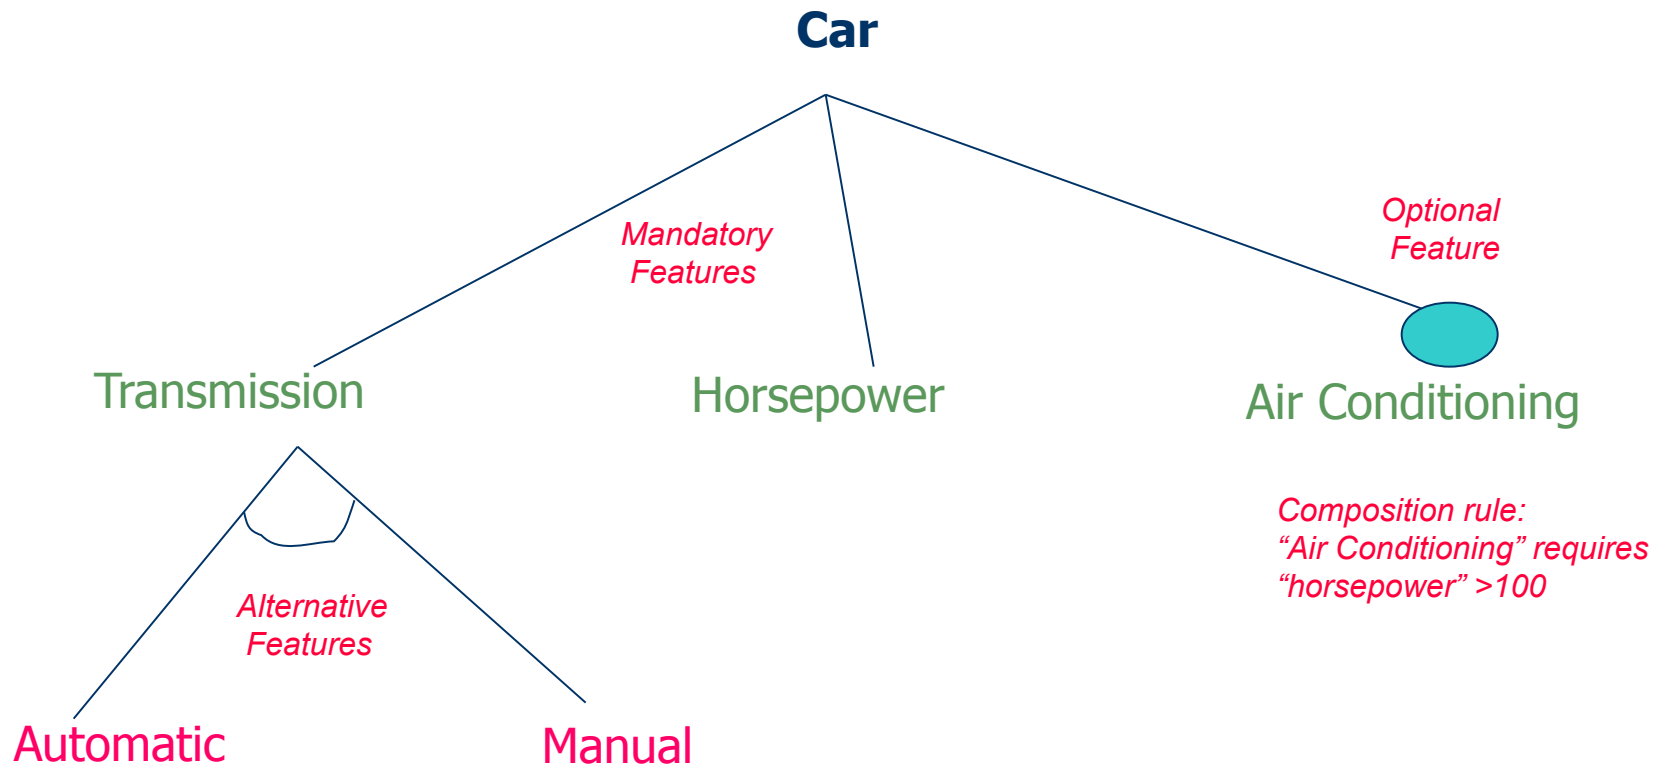 Car
Mandatory
Features
Optional
Feature
Transmission
Horsepower
Air Conditioning
Composition rule:
“Air Conditioning” requires
“horsepower” >100
Alternative
Features
Automatic
Manual